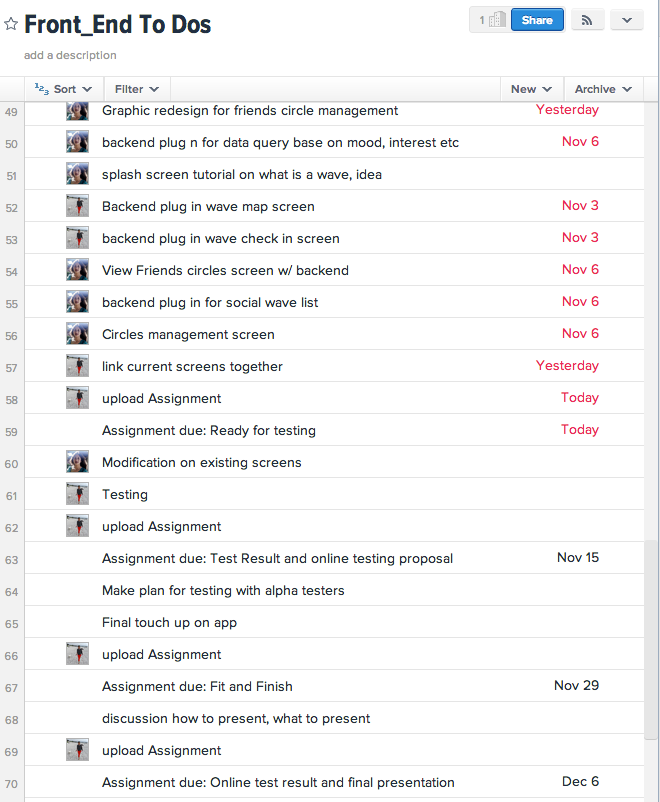 Front_End To Dos
1
Share
add a description
123 Sort
Filter
New
Archive
49 Graphic redesign for friends circle management Yesterday
50 backend plug n for data query base on mood, interest etc Nov 6
51 splash screen tutorial on what is a wave, idea
52 Backend plug in wave map screen Nov 3
53 backend plug in wave check in screen Nov 3
54 View Friends circles screen w/ backend Nov 6
55 backend plug in for social wave list Nov 6
56 Circles management screen Nov 6
57 link current screens together Yesterday
58 upload Assignment Today
59 Assignment due: Ready for testing Today
60 Modification on existing screens
61 Testing
62 upload Assignment
63 Assignment due: Test Result and online testing proposal Nov 15
64 Make plan for testing with alpha testers
65 Final touch up on app
66 upload Assignment
67 Assignment due: Fit and Finish Nov 29
68 discussion how to present, what to present
69 upload Assignment
70 Assignment due: Online test result and final presentation Dec 6